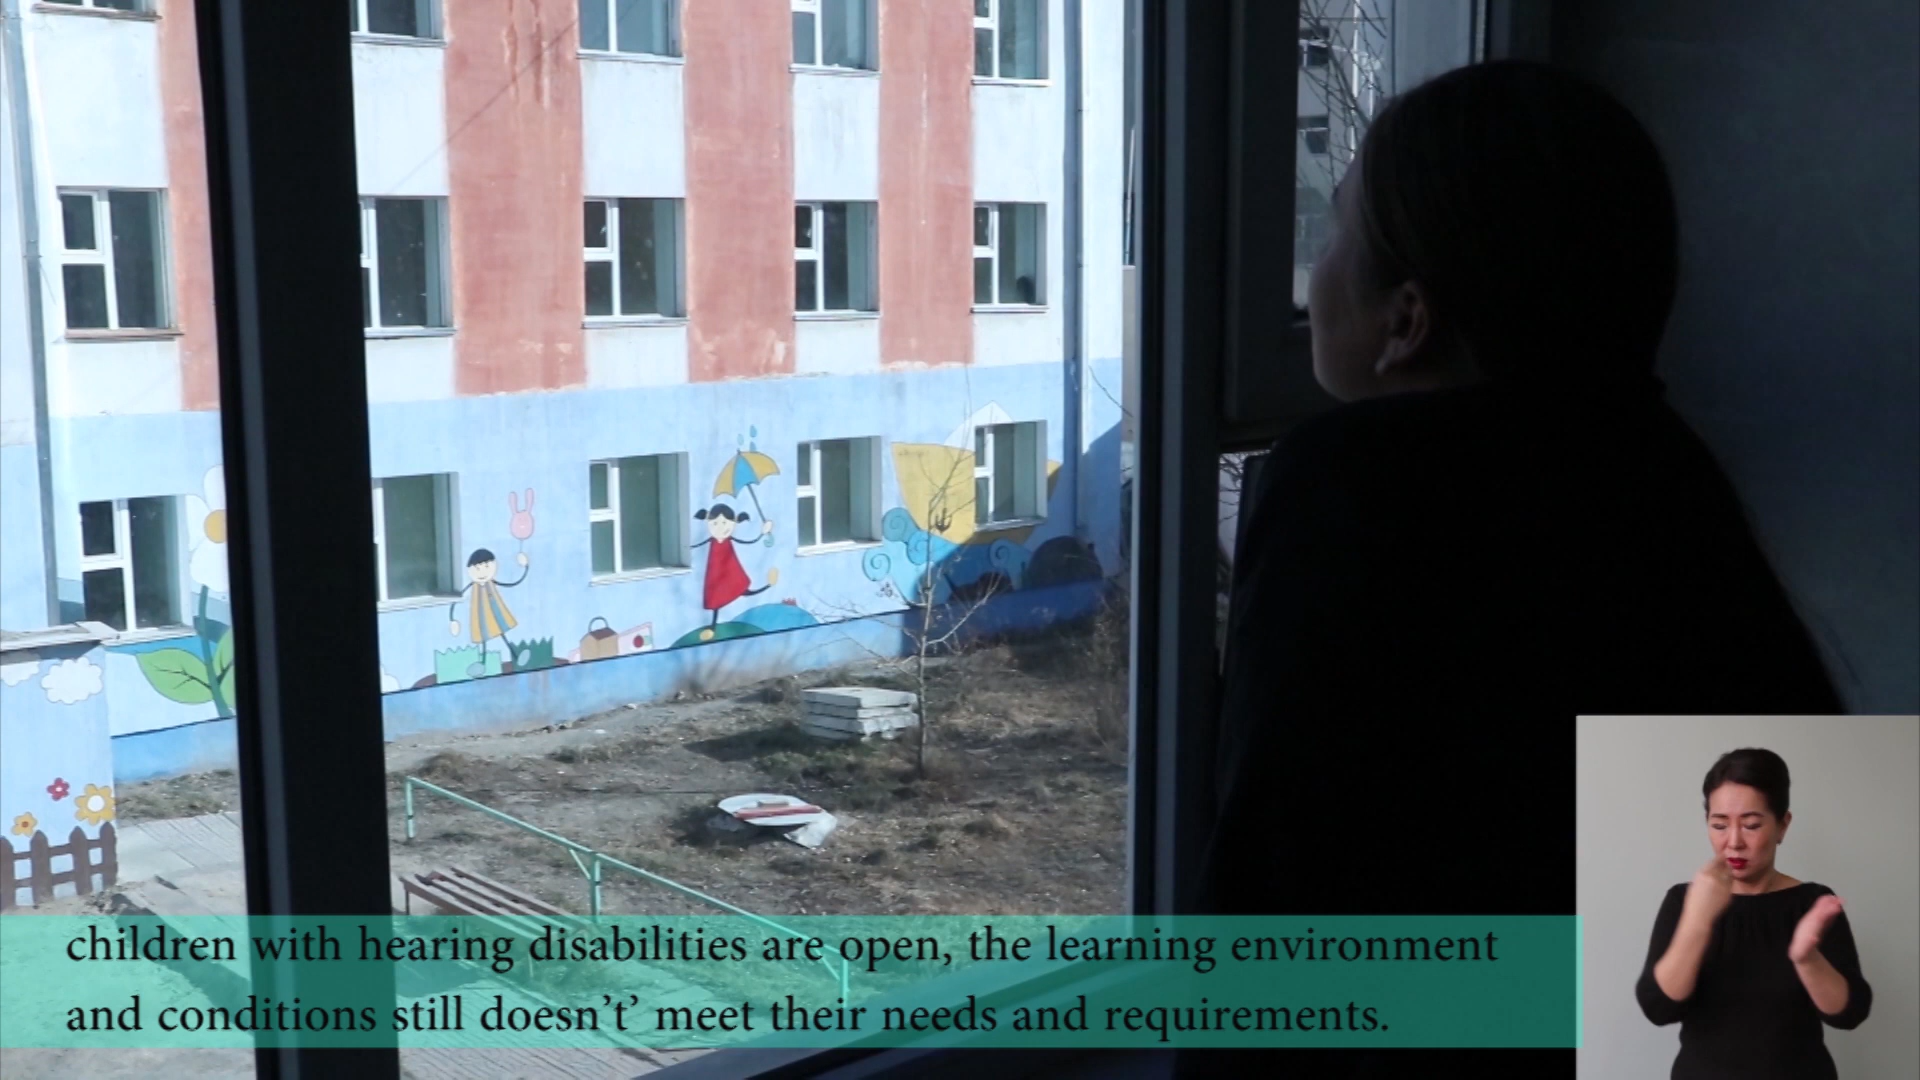 children with hearing disabilities are open, the learning environment
and conditions still doesn’t’ meet their needs and requirements.